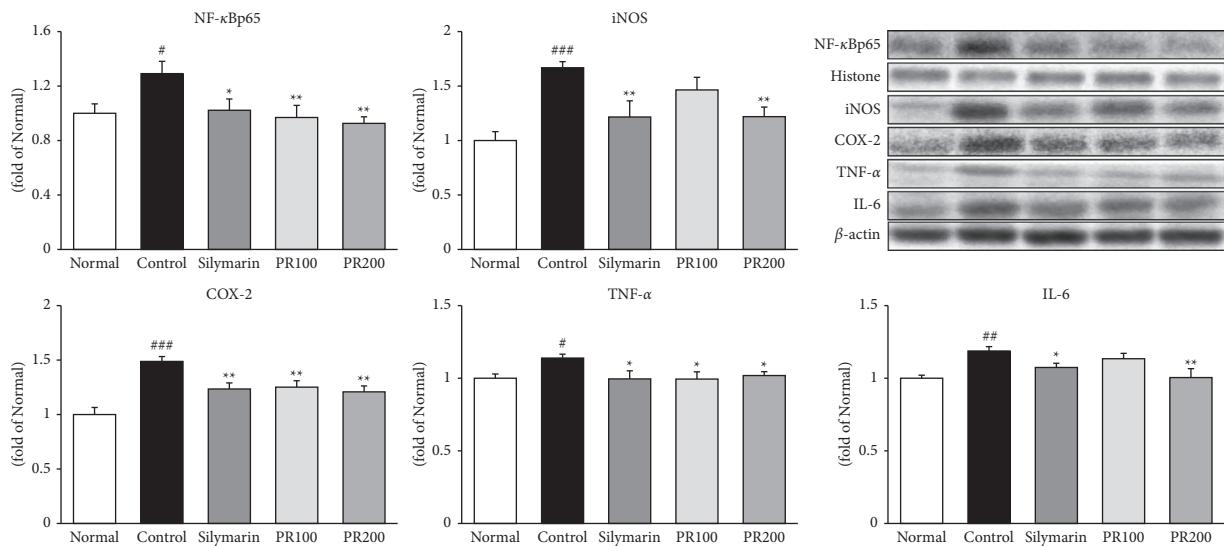 NF-κBp65
(fold of Normal)
1.6
1.2
0.8
0.4
0
#
*
**
**
Normal Control Silymarin PR100 PR200
iNOS
(fold of Normal)
2
1.5
1
0.5
0
###
**
**
Normal Control Silymarin PR100 PR200
NF-κBp65
Histone
iNOS
COX-2
TNF-α
IL-6
β-actin
COX-2
(fold of Normal)
2
1.5
1
0.5
0
###
**
**
**
Normal Control Silymarin PR100 PR200
TNF-α
(fold of Normal)
1.5
1
0.5
0
#
*
*
*
Normal Control Silymarin PR100 PR200
IL-6
(fold of Normal)
1.5
1
0.5
0
##
*
**
Normal Control Silymarin PR100 PR200